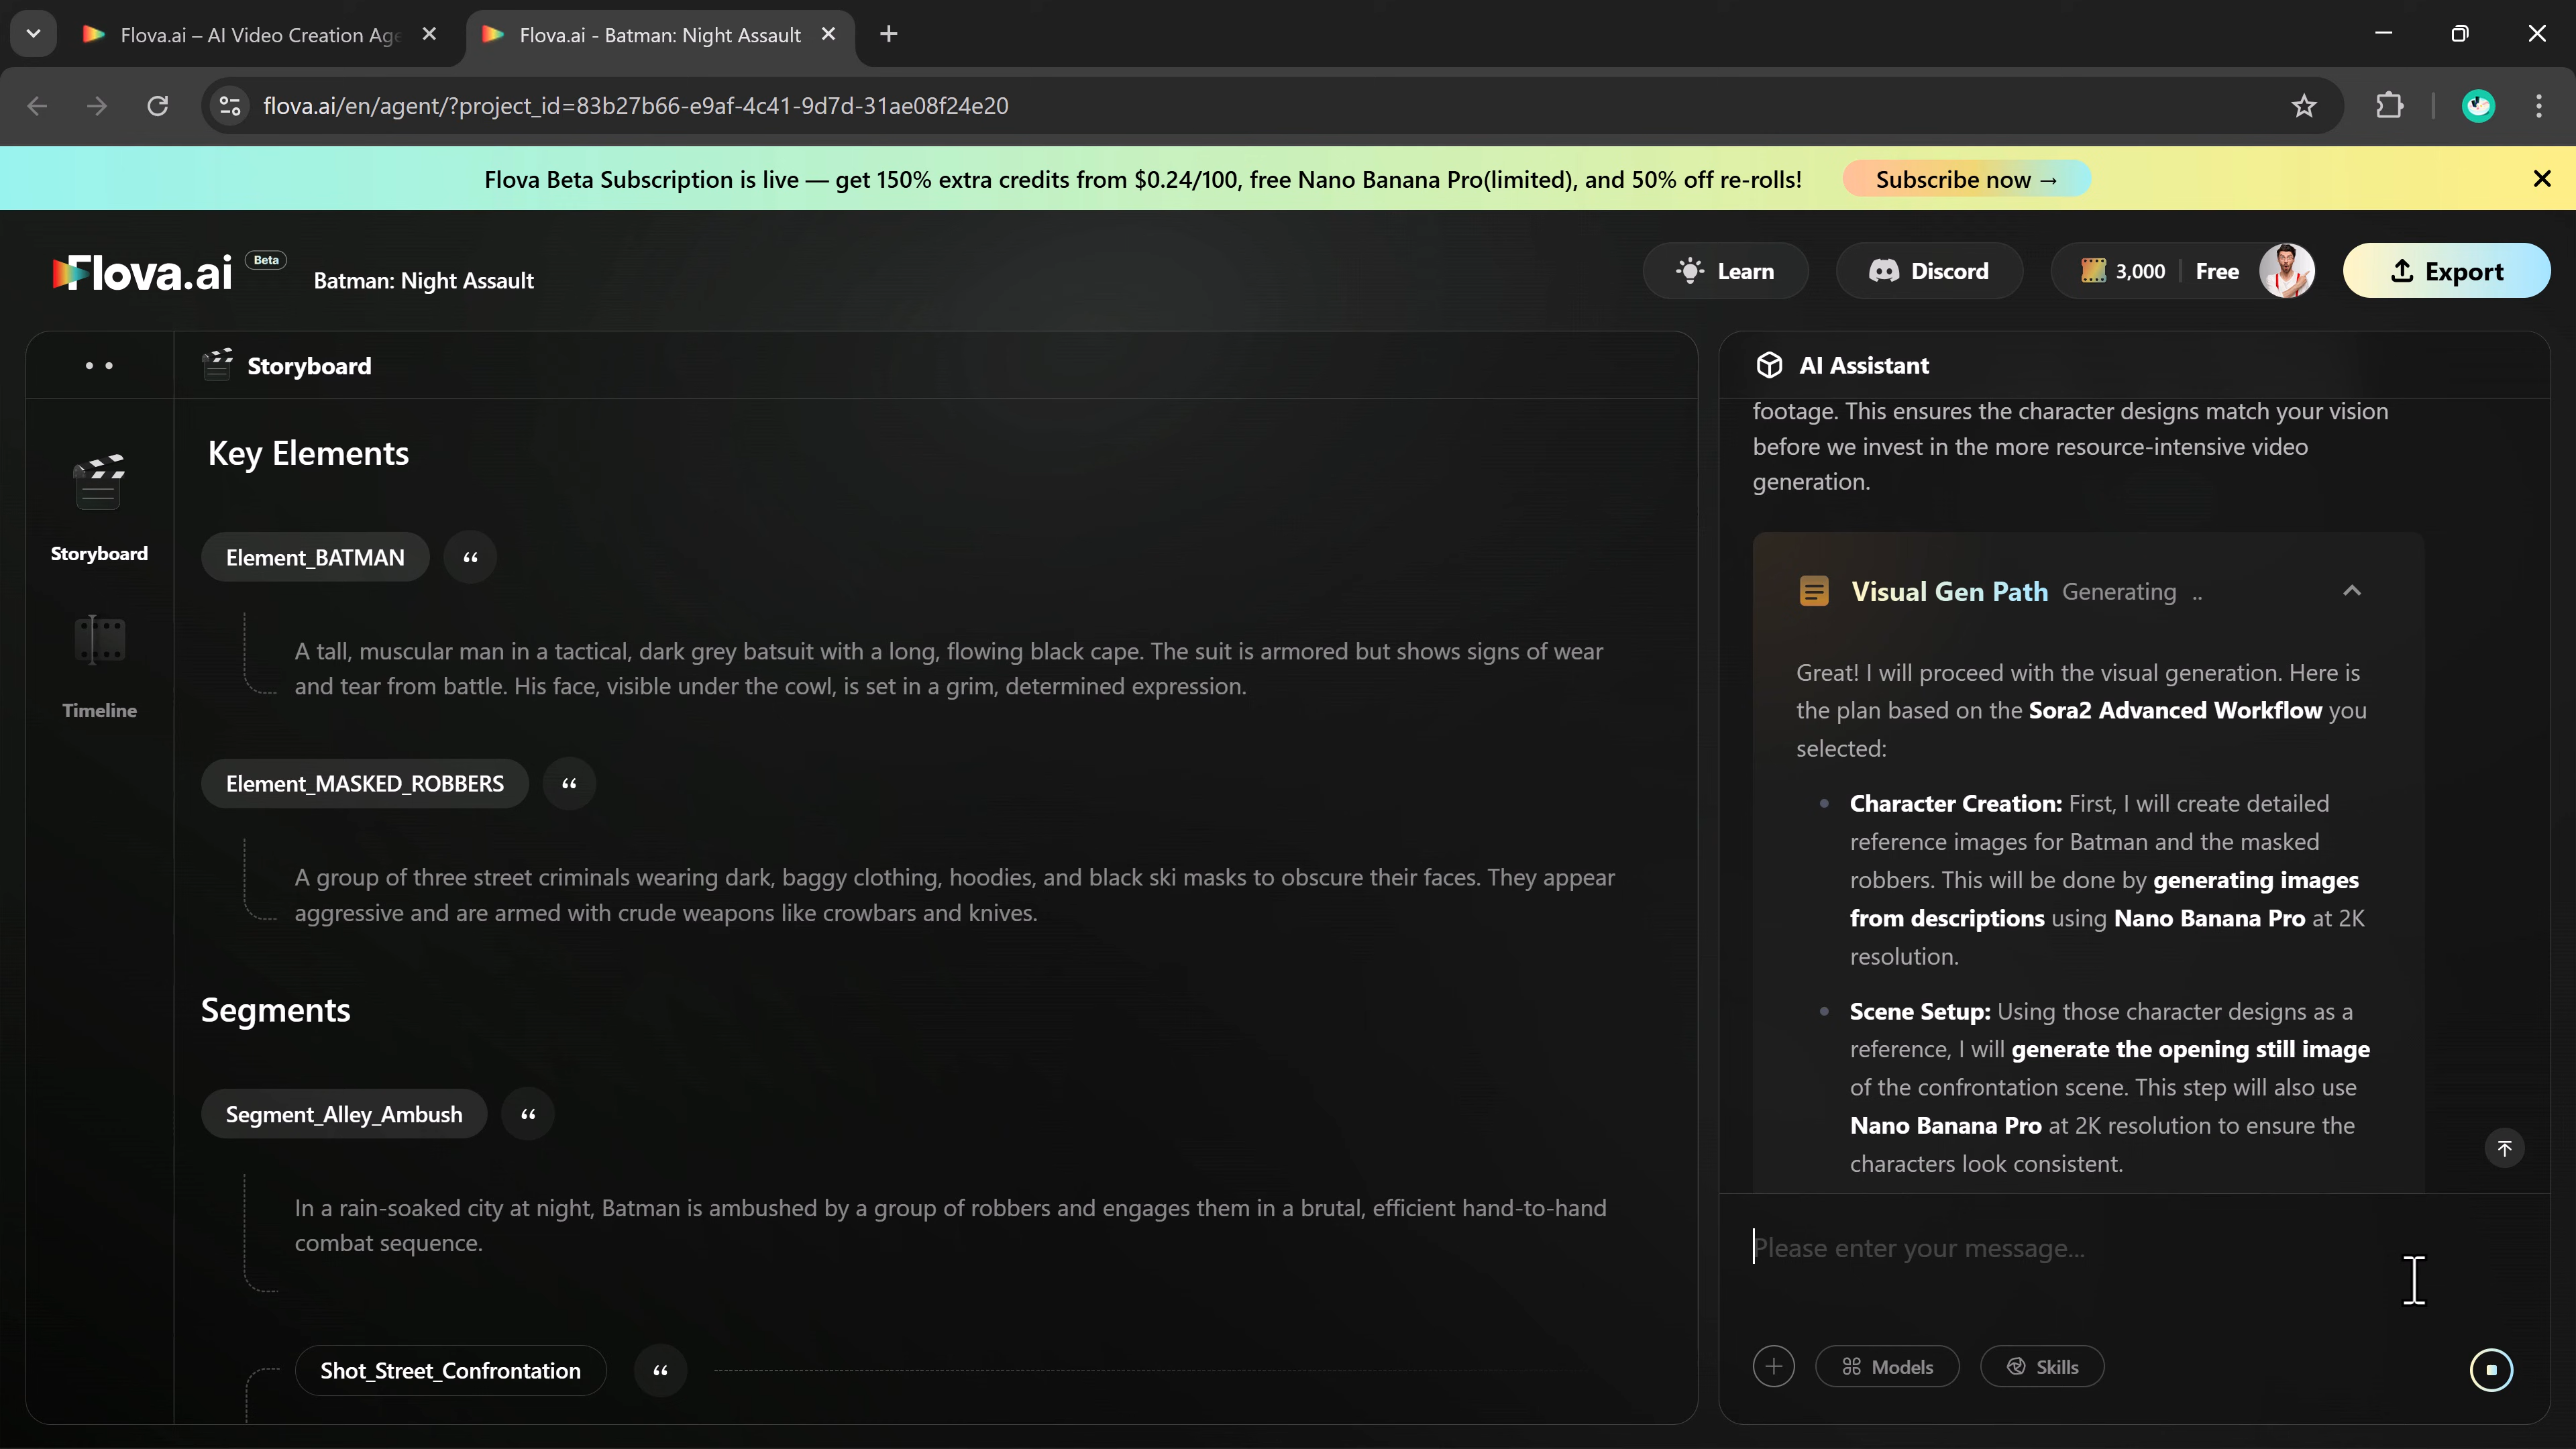 Flova.ai – AI Video Creation Age
Flova.ai - Batman: Night Assault
flova.ai/en/agent/?project_id=83b27b66-e9af-4c41-9d7d-31ae08f24e20
Flova Beta Subscription is live — get 150% extra credits from $0.24/100, free Nano Banana Pro(limited), and 50% off re-rolls!
Subscribe now →
Flova.ai
Beta
Batman: Night Assault
Learn
Discord
3,000
Free
Export
Storyboard
Timeline
Storyboard
Key Elements
Element_BATMAN
“
A tall, muscular man in a tactical, dark grey batsuit with a long, flowing black cape. The suit is armored but shows signs of wear
and tear from battle. His face, visible under the cowl, is set in a grim, determined expression.
Element_MASKED_ROBBERS
“
A group of three street criminals wearing dark, baggy clothing, hoodies, and black ski masks to obscure their faces. They appear
aggressive and are armed with crude weapons like crowbars and knives.
Segments
Segment_Alley_Ambush
“
In a rain-soaked city at night, Batman is ambushed by a group of robbers and engages them in a brutal, efficient hand-to-hand
combat sequence.
Shot_Street_Confrontation
“
AI Assistant
footage. This ensures the character designs match your vision
before we invest in the more resource-intensive video
generation.
Visual Gen Path Generating ..
Great! I will proceed with the visual generation. Here is
the plan based on the Sora2 Advanced Workflow you
selected:
• Character Creation: First, I will create detailed
reference images for Batman and the masked
robbers. This will be done by generating images
from descriptions using Nano Banana Pro at 2K
resolution.
• Scene Setup: Using those character designs as a
reference, I will generate the opening still image
of the confrontation scene. This step will also use
Nano Banana Pro at 2K resolution to ensure the
characters look consistent.
Please enter your message...
Models
Skills